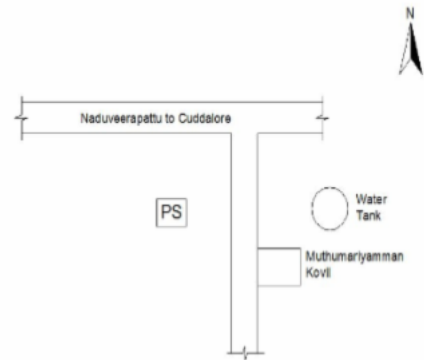 N
Naduveerapattu to Cuddalore
PS
Water
Tank
Muthumariyamman
Kovil